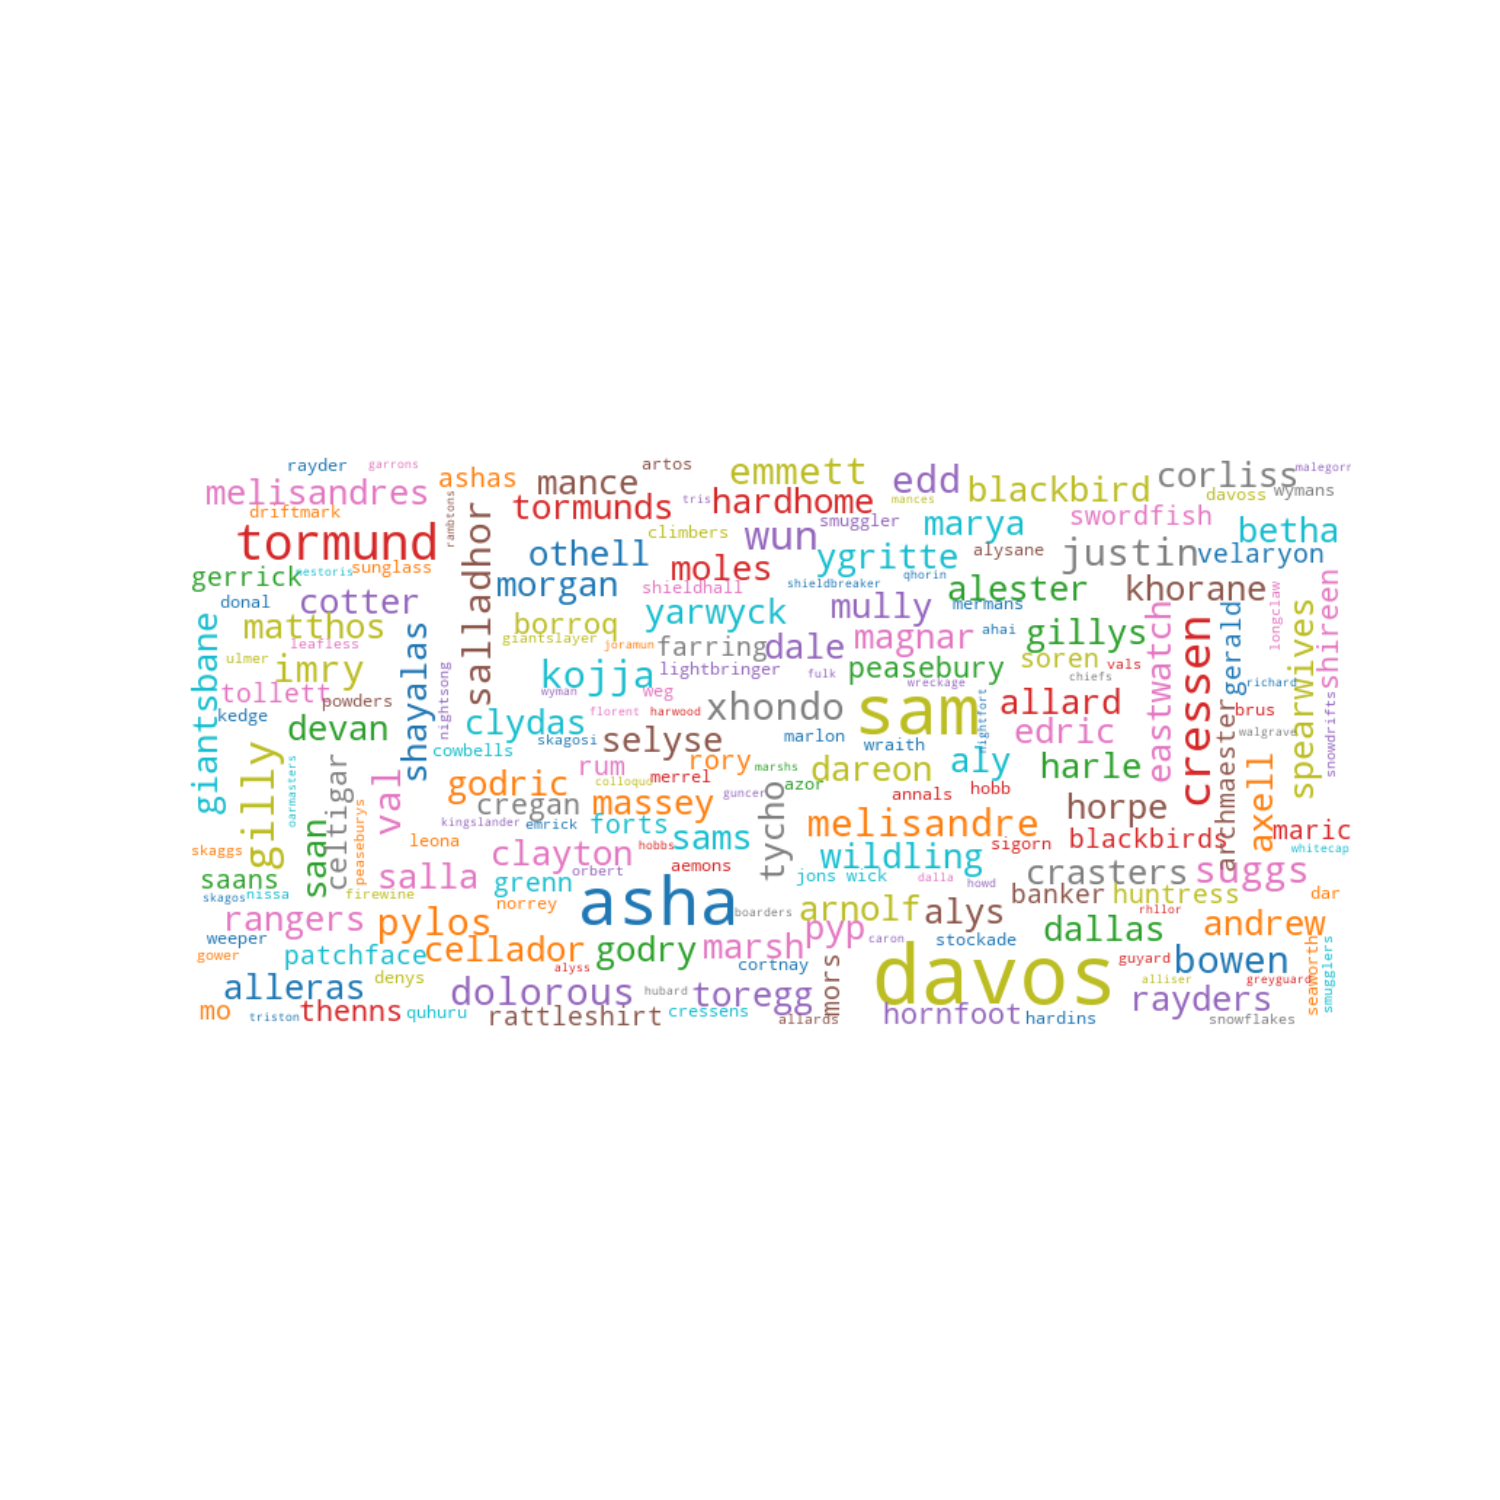 rayder garrons artos emmett edd corliss malegorn
melisandres ashas mance blackbird davoss wymans
driftmark rambtons tormunds tris hardhome mances swordfish
tormund salladhor climbers wun smuggler marya betha
gerrick nestoris sunglass othell moles ygritte alysane justin velaryon
donal cotter morgan shieldhall shieldbreaker qhorin alester khorane
giantsbane matthos shayalas borroq yarwyck mully mermans eastwatch gerald longclaw shireen
leafless giantslayer joramun farring dale magnar ahai gillys cressen spearwives
ulmer imry nightsong kojja lightbringer fulk peasebury soren vals
tollett powders wyman weg wreckage chiefs richard
kedge devan clydas florent harwood xhondo sam nightfort allard brus snowdrifts
cowbells skagosi selyse marlon wraith edric archmaester walgrave
gilly oarmasters celtigar val godric rum rory marshs dareon aly harle
saan peaseburys cregan colloquo merrel massey guncer azor tycho annals hobb horpe axell
kingslander emrick forts sams melisandre blackbirds maric
skaggs leona clayton hobbs wildling sigorn whitecap
saans salla orbert aemons jons wick dalla howd crasters suggs
skagos nissa firewine grenn asha banker huntress dar
rangers pylos norrey boarders arnolf alys rhllor andrew
weeper patchface cellador godry marsh pyp caron stockade dallas
gower denys alyss cortnay mors davos guyard bowen seaworth smugglers
alleras dolorous hubard toregg alliser greyguard
mo triston thenns quhuru rattleshirt cressens allards hornfoot hardins rayders snowflakes